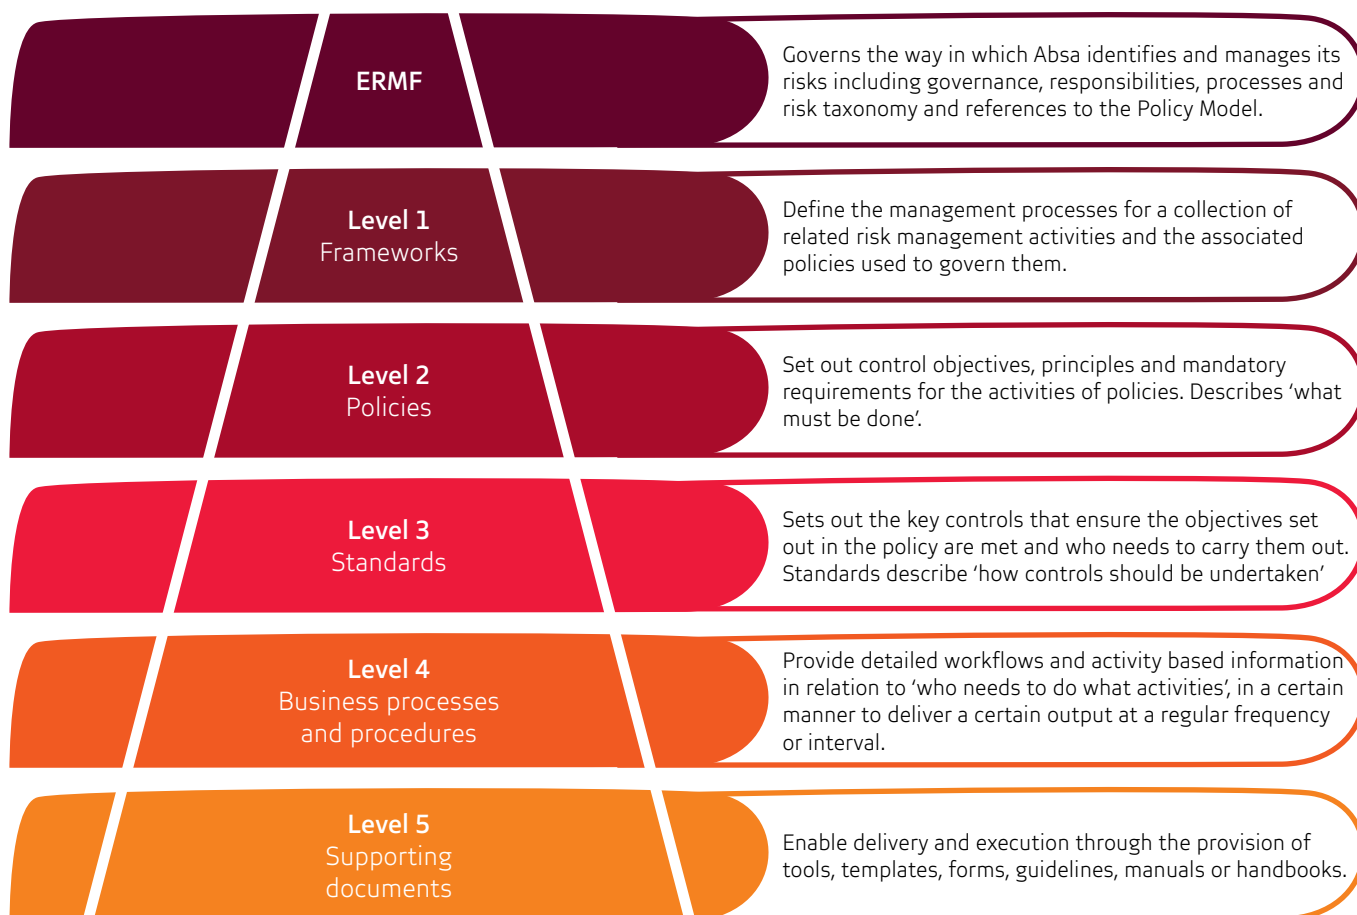 ERMF
Governs the way in which Absa identifies and manages its
risks including governance, responsibilities, processes and
risk taxonomy and references to the Policy Model.
Level 1
Frameworks
Define the management processes for a collection of
related risk management activities and the associated
policies used to govern them.
Level 2
Policies
Set out control objectives, principles and mandatory
requirements for the activities of policies. Describes ‘what
must be done’.
Level 3
Standards
Sets out the key controls that ensure the objectives set
out in the policy are met and who needs to carry them out.
Standards describe ‘how controls should be undertaken’
Level 4
Business processes
and procedures
Provide detailed workflows and activity based information
in relation to ‘who needs to do what activities’, in a certain
manner to deliver a certain output at a regular frequency
or interval.
Level 5
Supporting
documents
Enable delivery and execution through the provision of
tools, templates, forms, guidelines, manuals or handbooks.